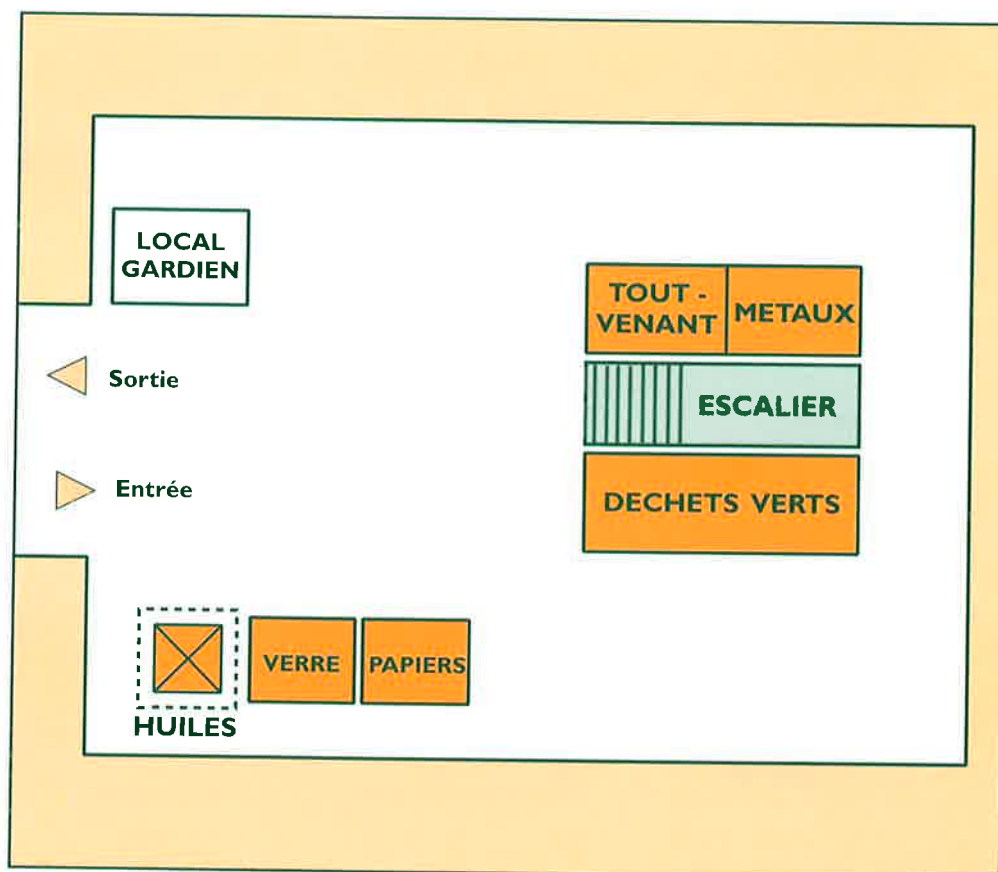 LOCAL
GARDIEN
TOUT -
VENANT
METAUX
Sortie
ESCALIER
Entrée
DECHETS VERTS
VERRE
PAPIERS
HUILES